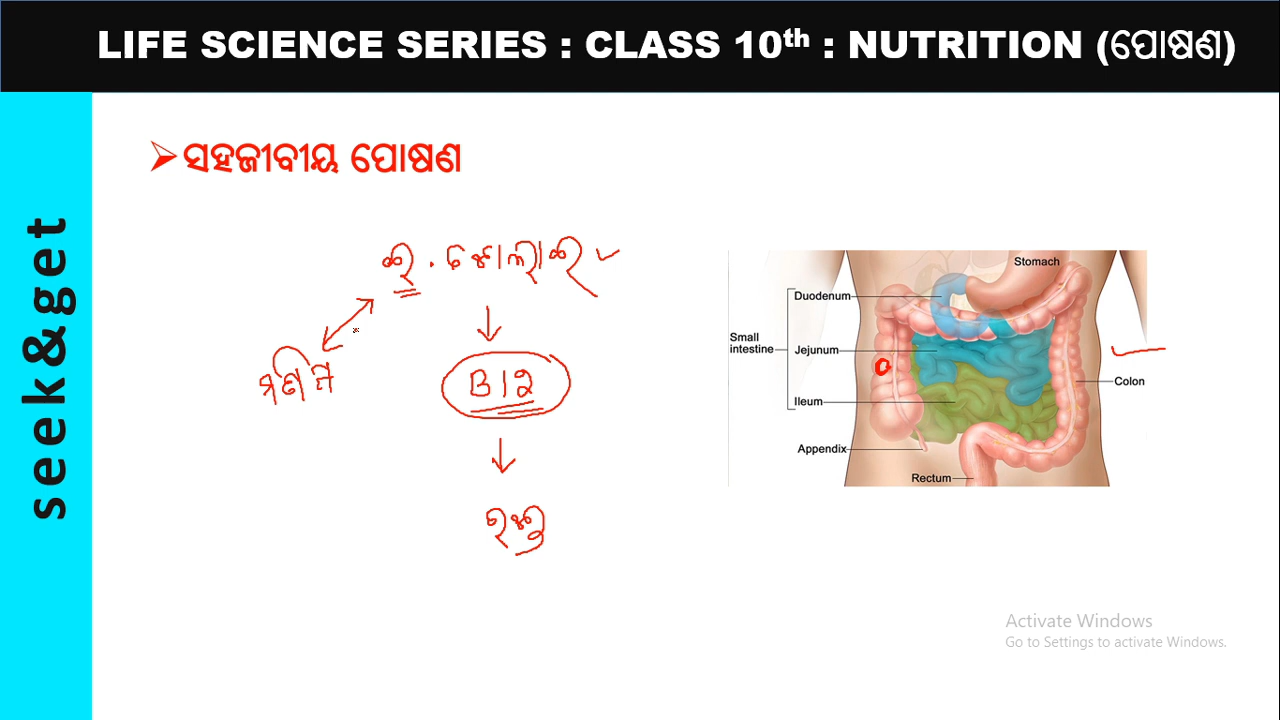 LIFE SCIENCE SERIES : CLASS 10th : NUTRITION (ପୋଷଣ)
seek&get
➢ସହଜୀବୀୟ ପୋଷଣ
ଇ. କୋଲାଇ
ମଣିଷ
B12
ରକ୍ତ
Stomach
Duodenum
Small
intestine
Jejunum
Colon
Ileum
Appendix
Rectum
Activate Windows
Go to Settings to activate Windows.